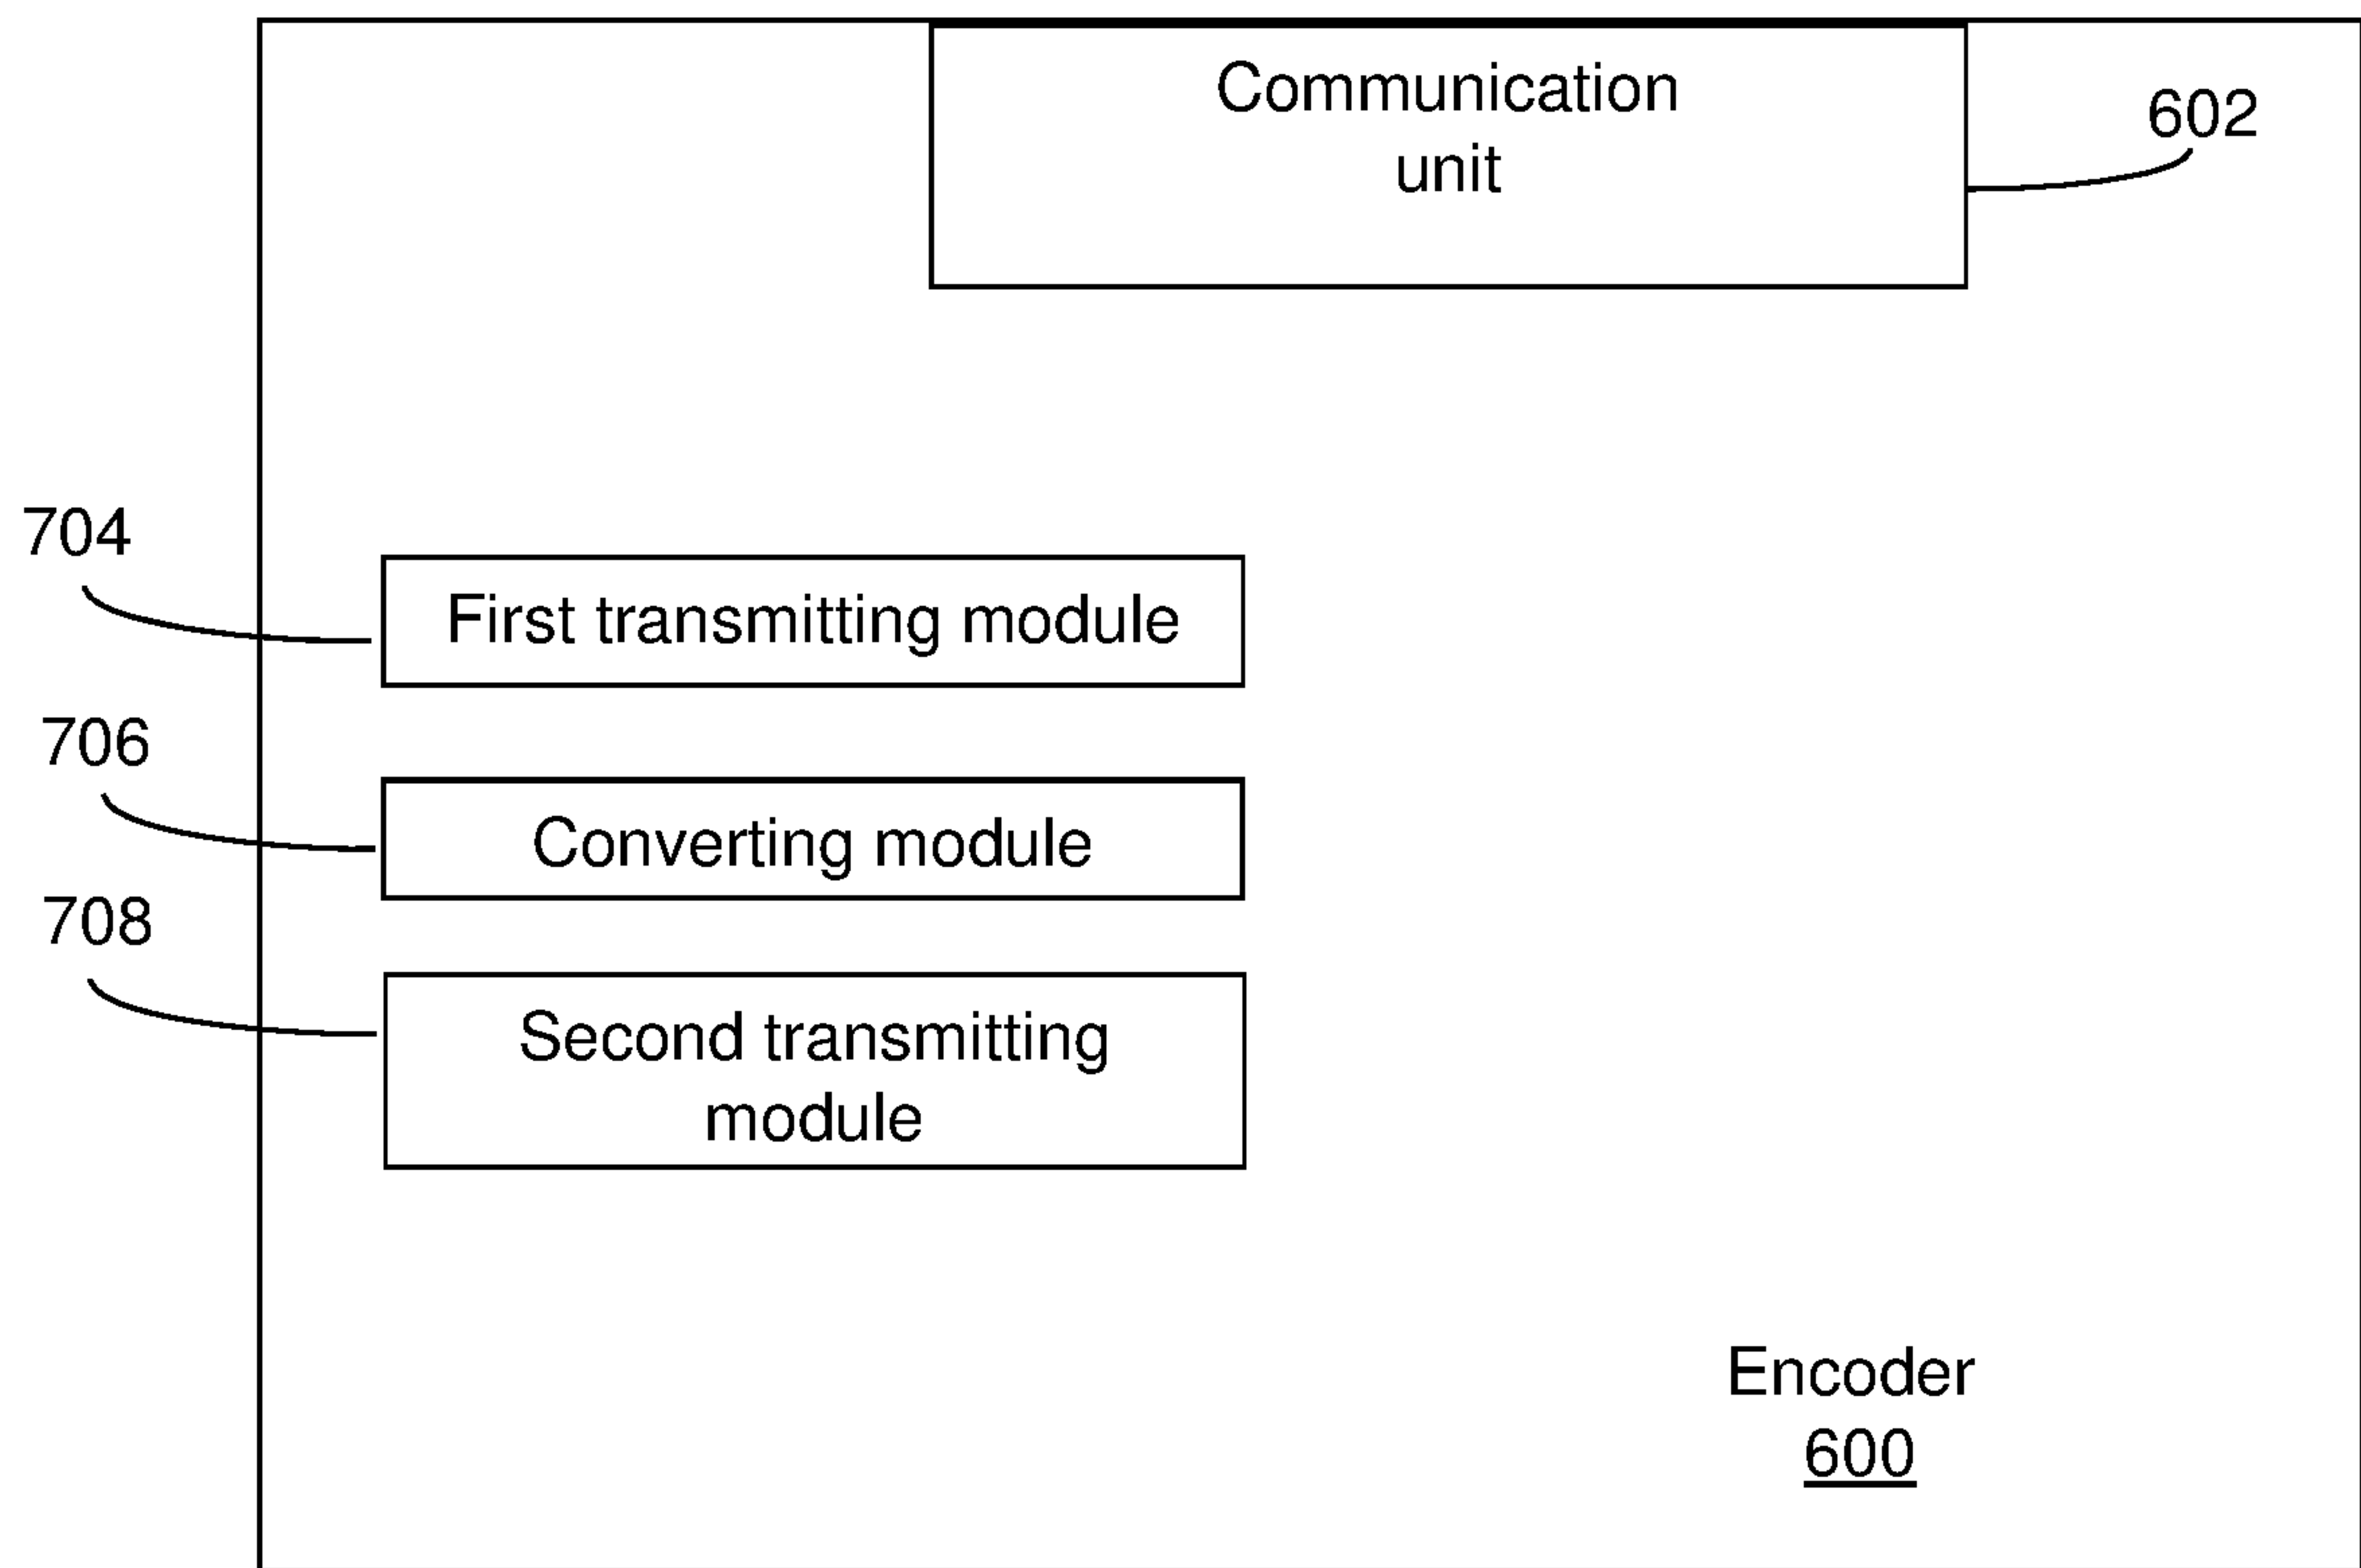 Communication
unit
602
704
First transmitting module
706
Converting module
708
Second transmitting
module
Encoder
600